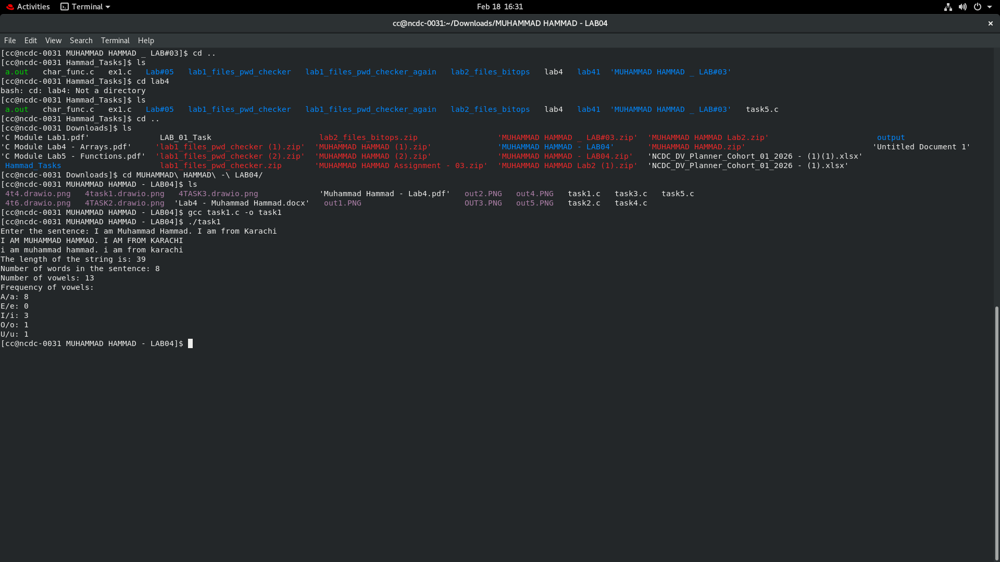 Activities Terminal Feb 18 16:31
cc@ncdc-0031:~/Downloads/MUHAMMAD HAMMAD - LAB04 ×
File Edit View Search Terminal Help
[cc@ncdc-0031 MUHAMMAD HAMMAD _ LAB#03]$ cd ..
[cc@ncdc-0031 Hammad_Tasks]$ ls
a.out char_func.c ex1.c Lab#05 lab1_files_pwd_checker lab1_files_pwd_checker_again lab2_files_bitops lab4 lab41 'MUHAMMAD HAMMAD _ LAB#03'
[cc@ncdc-0031 Hammad_Tasks]$ cd lab4
bash: cd: lab4: Not a directory
[cc@ncdc-0031 Hammad_Tasks]$ ls
a.out char_func.c ex1.c Lab#05 lab1_files_pwd_checker lab1_files_pwd_checker_again lab2_files_bitops lab4 lab41 'MUHAMMAD HAMMAD _ LAB#03' task5.c
[cc@ncdc-0031 Hammad_Tasks]$ cd ..
[cc@ncdc-0031 Downloads]$ ls
'C Module Lab1.pdf' LAB_01_Task lab2_files_bitops.zip 'MUHAMMAD HAMMAD _ LAB#03.zip' 'MUHAMMAD HAMMAD Lab2.zip' output
'C Module Lab4 - Arrays.pdf' 'lab1_files_pwd_checker (1).zip' 'MUHAMMAD HAMMAD (1).zip' 'MUHAMMAD HAMMAD - LAB04' 'MUHAMMAD HAMMAD.zip' 'Untitled Document 1'
'C Module Lab5 - Functions.pdf' 'lab1_files_pwd_checker (2).zip' 'MUHAMMAD HAMMAD (2).zip' 'MUHAMMAD HAMMAD - LAB04.zip' 'NCDC_DV_Planner_Cohort_01_2026 - (1)(1).xlsx'
Hammad_Tasks lab1_files_pwd_checker.zip 'MUHAMMAD HAMMAD Assignment - 03.zip' 'MUHAMMAD HAMMAD Lab2 (1).zip' 'NCDC_DV_Planner_Cohort_01_2026 - (1).xlsx'
[cc@ncdc-0031 Downloads]$ cd MUHAMMAD\ HAMMAD\ -\ LAB04/
[cc@ncdc-0031 MUHAMMAD HAMMAD - LAB04]$ ls
4t4.drawio.png 4task1.drawio.png 4TASK3.drawio.png 'Muhammad Hammad - Lab4.pdf' out2.PNG out4.PNG task1.c task3.c task5.c
4t6.drawio.png 4TASK2.drawio.png 'Lab4 - Muhammad Hammad.docx' out1.PNG OUT3.PNG out5.PNG task2.c task4.c
[cc@ncdc-0031 MUHAMMAD HAMMAD - LAB04]$ gcc task1.c -o task1
[cc@ncdc-0031 MUHAMMAD HAMMAD - LAB04]$ ./task1
Enter the sentence: I am Muhammad Hammad. I am from Karachi
I AM MUHAMMAD HAMMAD. I AM FROM KARACHI
i am muhammad hammad. i am from karachi
The length of the string is: 39
Number of words in the sentence: 8
Number of vowels: 13
Frequency of vowels:
A/a: 8
E/e: 0
I/i: 3
O/o: 1
U/u: 1
[cc@ncdc-0031 MUHAMMAD HAMMAD - LAB04]$